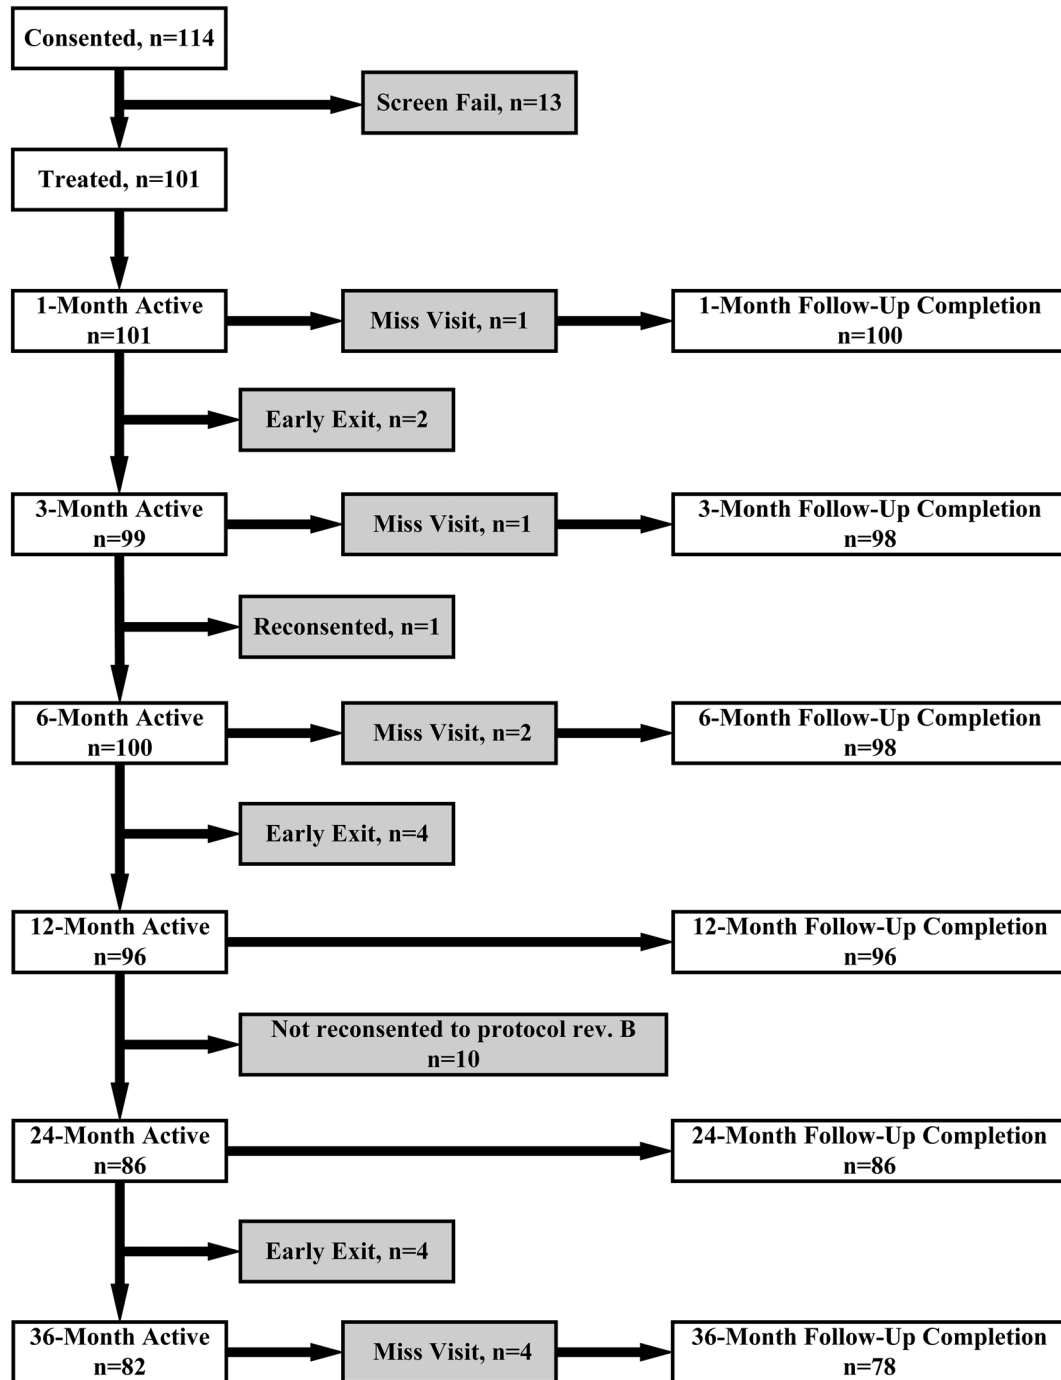 Consented, n=114
Screen Fail, n=13
Treated, n=101
1-Month Active
n=101
Miss Visit, n=1
1-Month Follow-Up Completion
n=100
Early Exit, n=2
3-Month Active
n=99
Miss Visit, n=1
3-Month Follow-Up Completion
n=98
Reconsented, n=1
6-Month Active
n=100
Miss Visit, n=2
6-Month Follow-Up Completion
n=98
Early Exit, n=4
12-Month Active
n=96
12-Month Follow-Up Completion
n=96
Not reconsented to protocol rev. B
n=10
24-Month Active
n=86
24-Month Follow-Up Completion
n=86
Early Exit, n=4
36-Month Active
n=82
Miss Visit, n=4
36-Month Follow-Up Completion
n=78